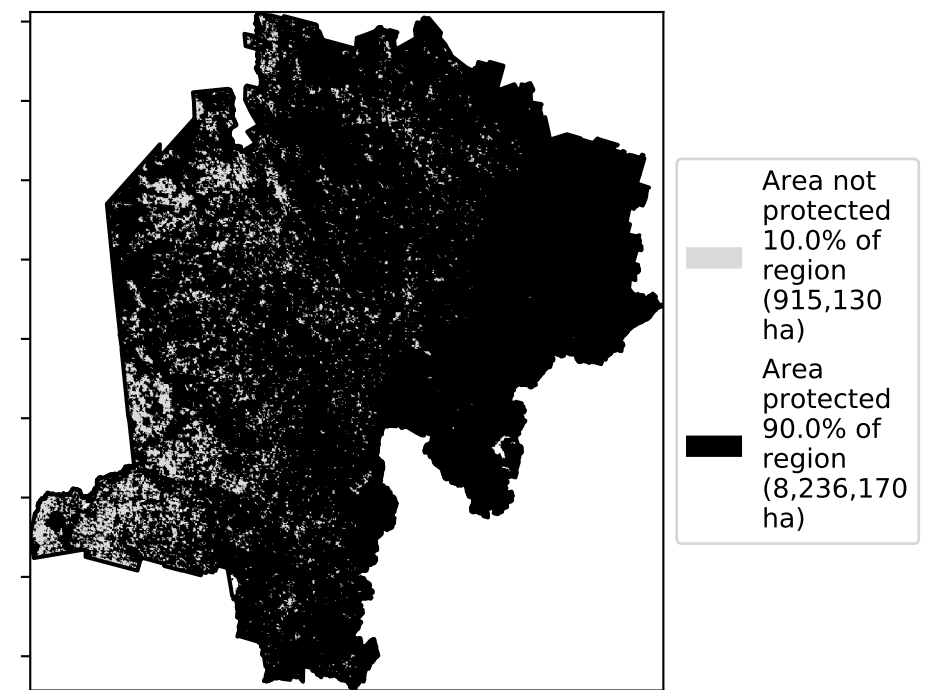 Area not
protected
10.0% of
region
(915,130
ha)
Area
protected
90.0% of
region
(8,236,170
ha)